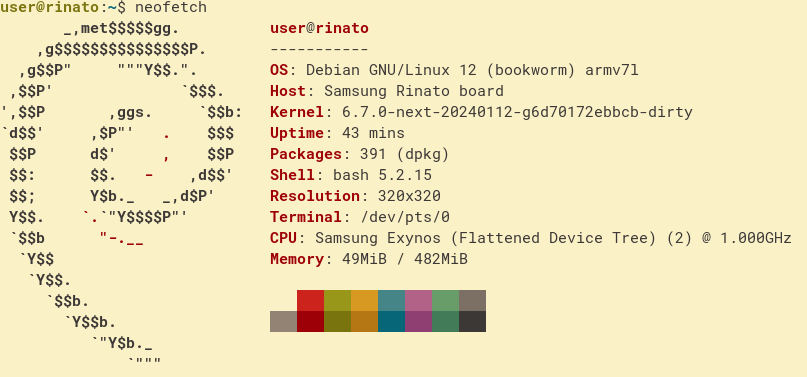 user@rinato:~$ neofetch
       _,met$$$$$gg.          user@rinato
    ,g$$$$$$$$$$$$$$$P.       -----------
  ,g$$P"     """Y$$.".        OS: Debian GNU/Linux 12 (bookworm) armv7l
 ,$$P'              `$$$.     Host: Samsung Rinato board
',$$P       ,ggs.     `$$b:   Kernel: 6.7.0-next-20240112-g6d70172ebbcb-dirty
`d$$'     ,$P"'   .    $$$    Uptime: 43 mins
 $$P      d$'     ,    $$P    Packages: 391 (dpkg)
 $$:      $$.   -    ,d$$'    Shell: bash 5.2.15
 $$;      Y$b._   _,d$P'      Resolution: 320x320
 Y$$.    `.`"Y$$$$P"'         Terminal: /dev/pts/0
 `$$b      "-.__              CPU: Samsung Exynos (Flattened Device Tree) (2) @ 1.000GHz
  `Y$$                        Memory: 49MiB / 482MiB
   `Y$$.
     `$$b.
       `Y$$b.
          `"Y$b._
              `"""